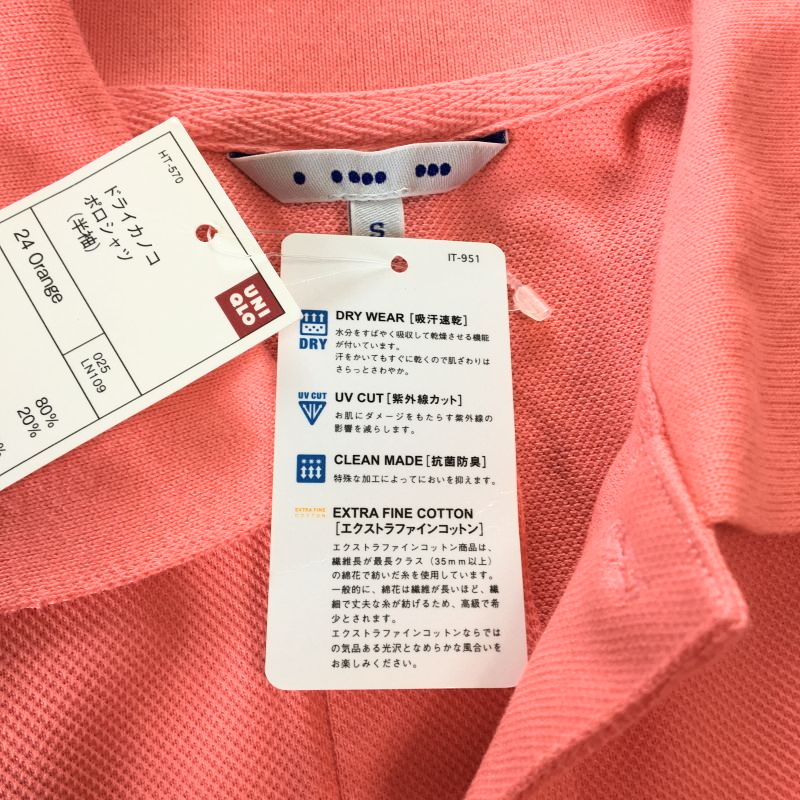 HT-570
ドライカノコ
ポロシャツ
(半袖)
24 Orange
025
LN109
80%
20%
%
UNI
QLO
S
IT-951
DRY
DRY WEAR [吸汗速乾]
水分をすばやく吸収して乾燥させる機能
が付いています。
汗をかいてもすぐに乾くので肌ざわりは
さらっとさわやか。
UV CUT
UV CUT [紫外線カット]
お肌にダメージをもたらす紫外線の
影響を減らします。
CLEAN MADE [抗菌防臭]
特殊な加工によってにおいを抑えます。
EXTRA FINE
COTTON
EXTRA FINE COTTON
[エクストラファインコットン]
エクストラファインコットン商品は、
繊維長が最長クラス（35mm以上）
の綿花で紡いだ糸を使用しています。
一般的に、綿花は繊維が長いほど、繊
細で丈夫な糸が紡げるため、高級で希
少とされます。
エクストラファインコットンならでは
の気品ある光沢となめらかな風合いを
お楽しみください。